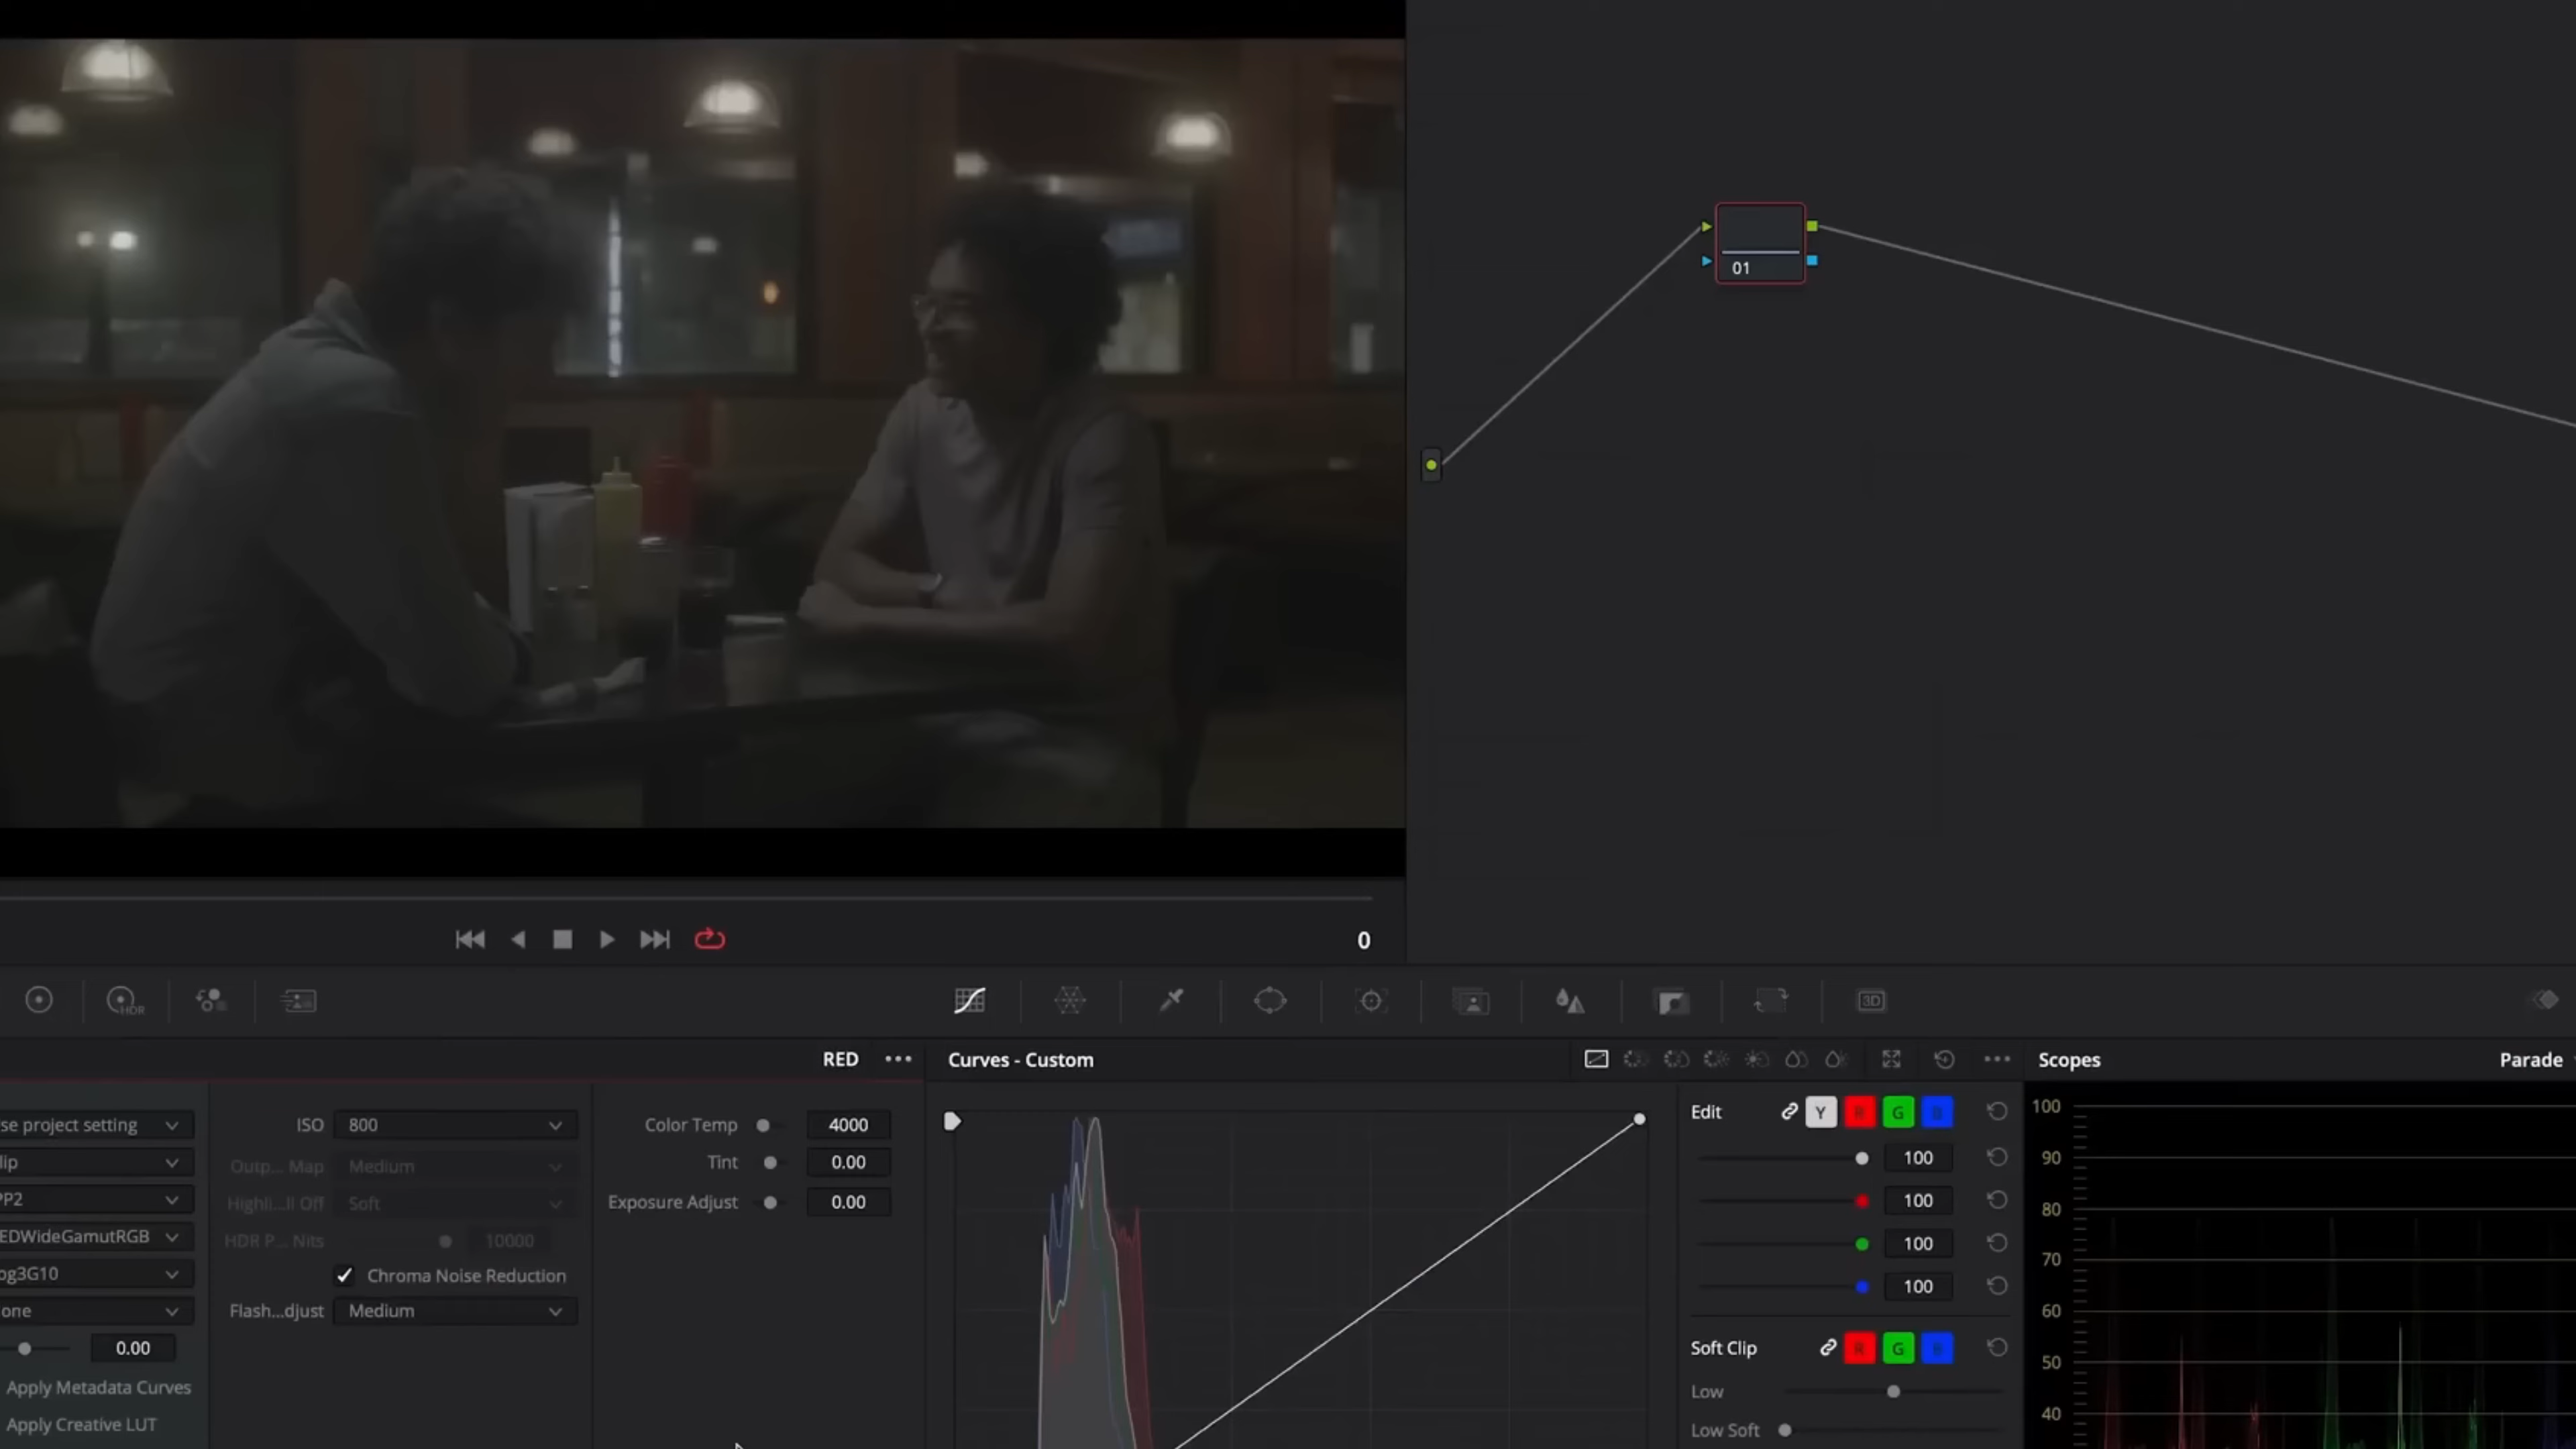 01
0
HDR
3D
RED
Curves - Custom
Scopes
Parade
se project setting
lip
PP2
EDWideGamutRGB
og3G10
one
0.00
Apply Metadata Curves
Apply Creative LUT
ISO
800
Outp... Map
Medium
Highli...ll Off
Soft
HDR P... Nits
10000
Chroma Noise Reduction
Flash...djust
Medium
Color Temp
4000
Tint
0.00
Exposure Adjust
0.00
Edit
Y
R
G
B
100
100
100
100
Soft Clip
R
G
B
Low
Low Soft
100
90
80
70
60
50
40